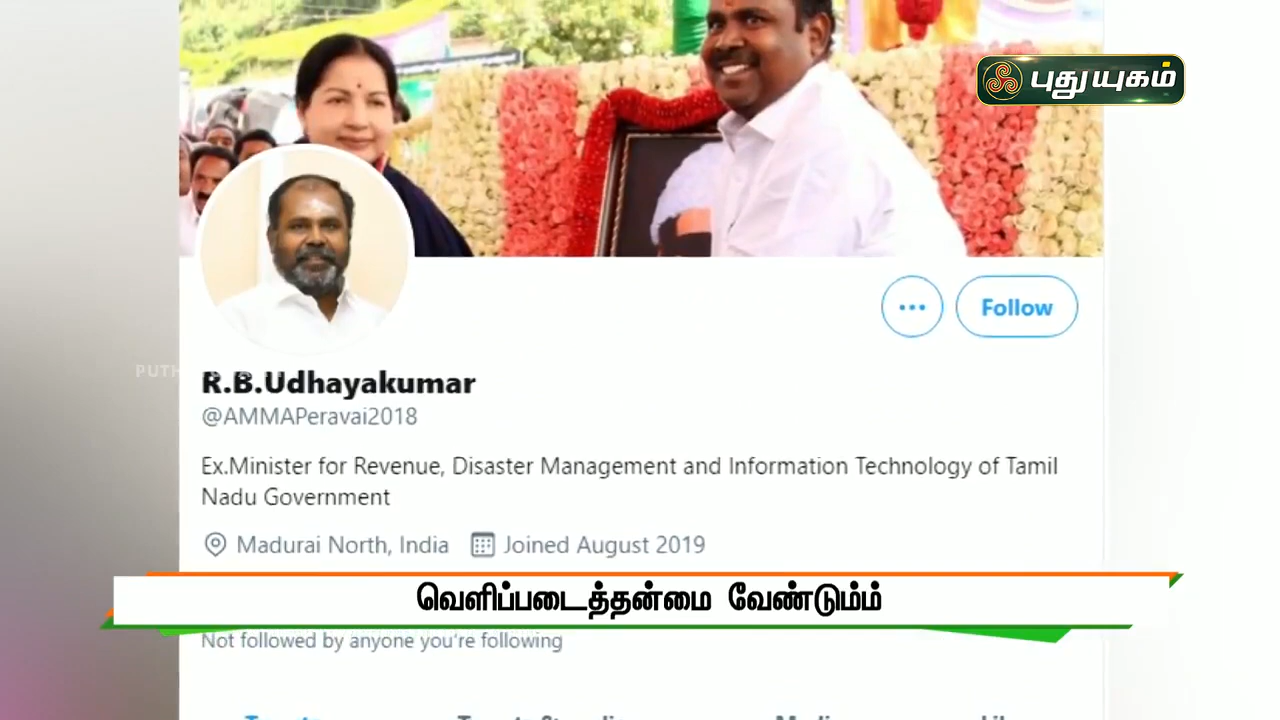 புதுயுகம்
PUTH
R.B.Udhayakumar
@AMMAPeravai2018
Ex.Minister for Revenue, Disaster Management and Information Technology of Tamil
Nadu Government
Follow
Madurai North, India Joined August 2019
வெளிப்படைத்தன்மை வேண்டும்ம்
Not followed by anyone you're following